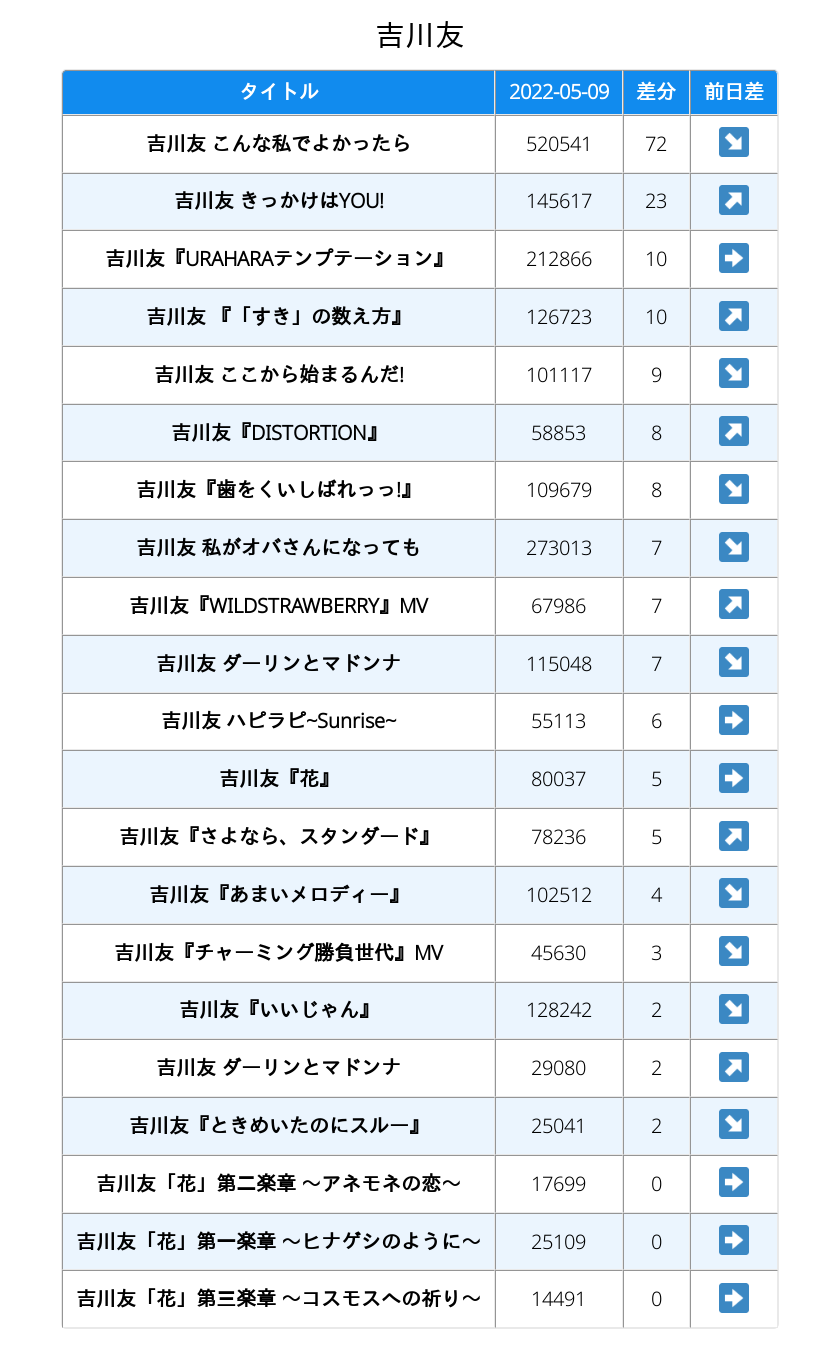 吉川友
タイトル 2022-05-09 差分 前日差
吉川友 こんな私でよかったら 520541 72 ↘
吉川友 きっかけはYOU! 145617 23 ↗
吉川友『URAHARAテンプテーション』 212866 10 ➡
吉川友 『「すき」の数え方』 126723 10 ↗
吉川友 ここから始まるんだ! 101117 9 ↘
吉川友『DISTORTION』 58853 8 ↗
吉川友『歯をくいしばれっっ!』 109679 8 ↘
吉川友 私がオバさんになっても 273013 7 ↘
吉川友『WILDSTRAWBERRY』MV 67986 7 ↗
吉川友 ダーリンとマドンナ 115048 7 ↘
吉川友 ハピラピ~Sunrise~ 55113 6 ➡
吉川友『花』 80037 5 ➡
吉川友『さよなら、スタンダード』 78236 5 ↗
吉川友『あまいメロディー』 102512 4 ↘
吉川友『チャーミング勝負世代』MV 45630 3 ↘
吉川友『いいじゃん』 128242 2 ↘
吉川友 ダーリンとマドンナ 29080 2 ↗
吉川友『ときめいたのにスルー』 25041 2 ↘
吉川友「花」第二楽章 〜アネモネの恋〜 17699 0 ➡
吉川友「花」第一楽章 〜ヒナゲシのように〜 25109 0 ➡
吉川友「花」第三楽章 〜コスモスへの祈り〜 14491 0 ➡